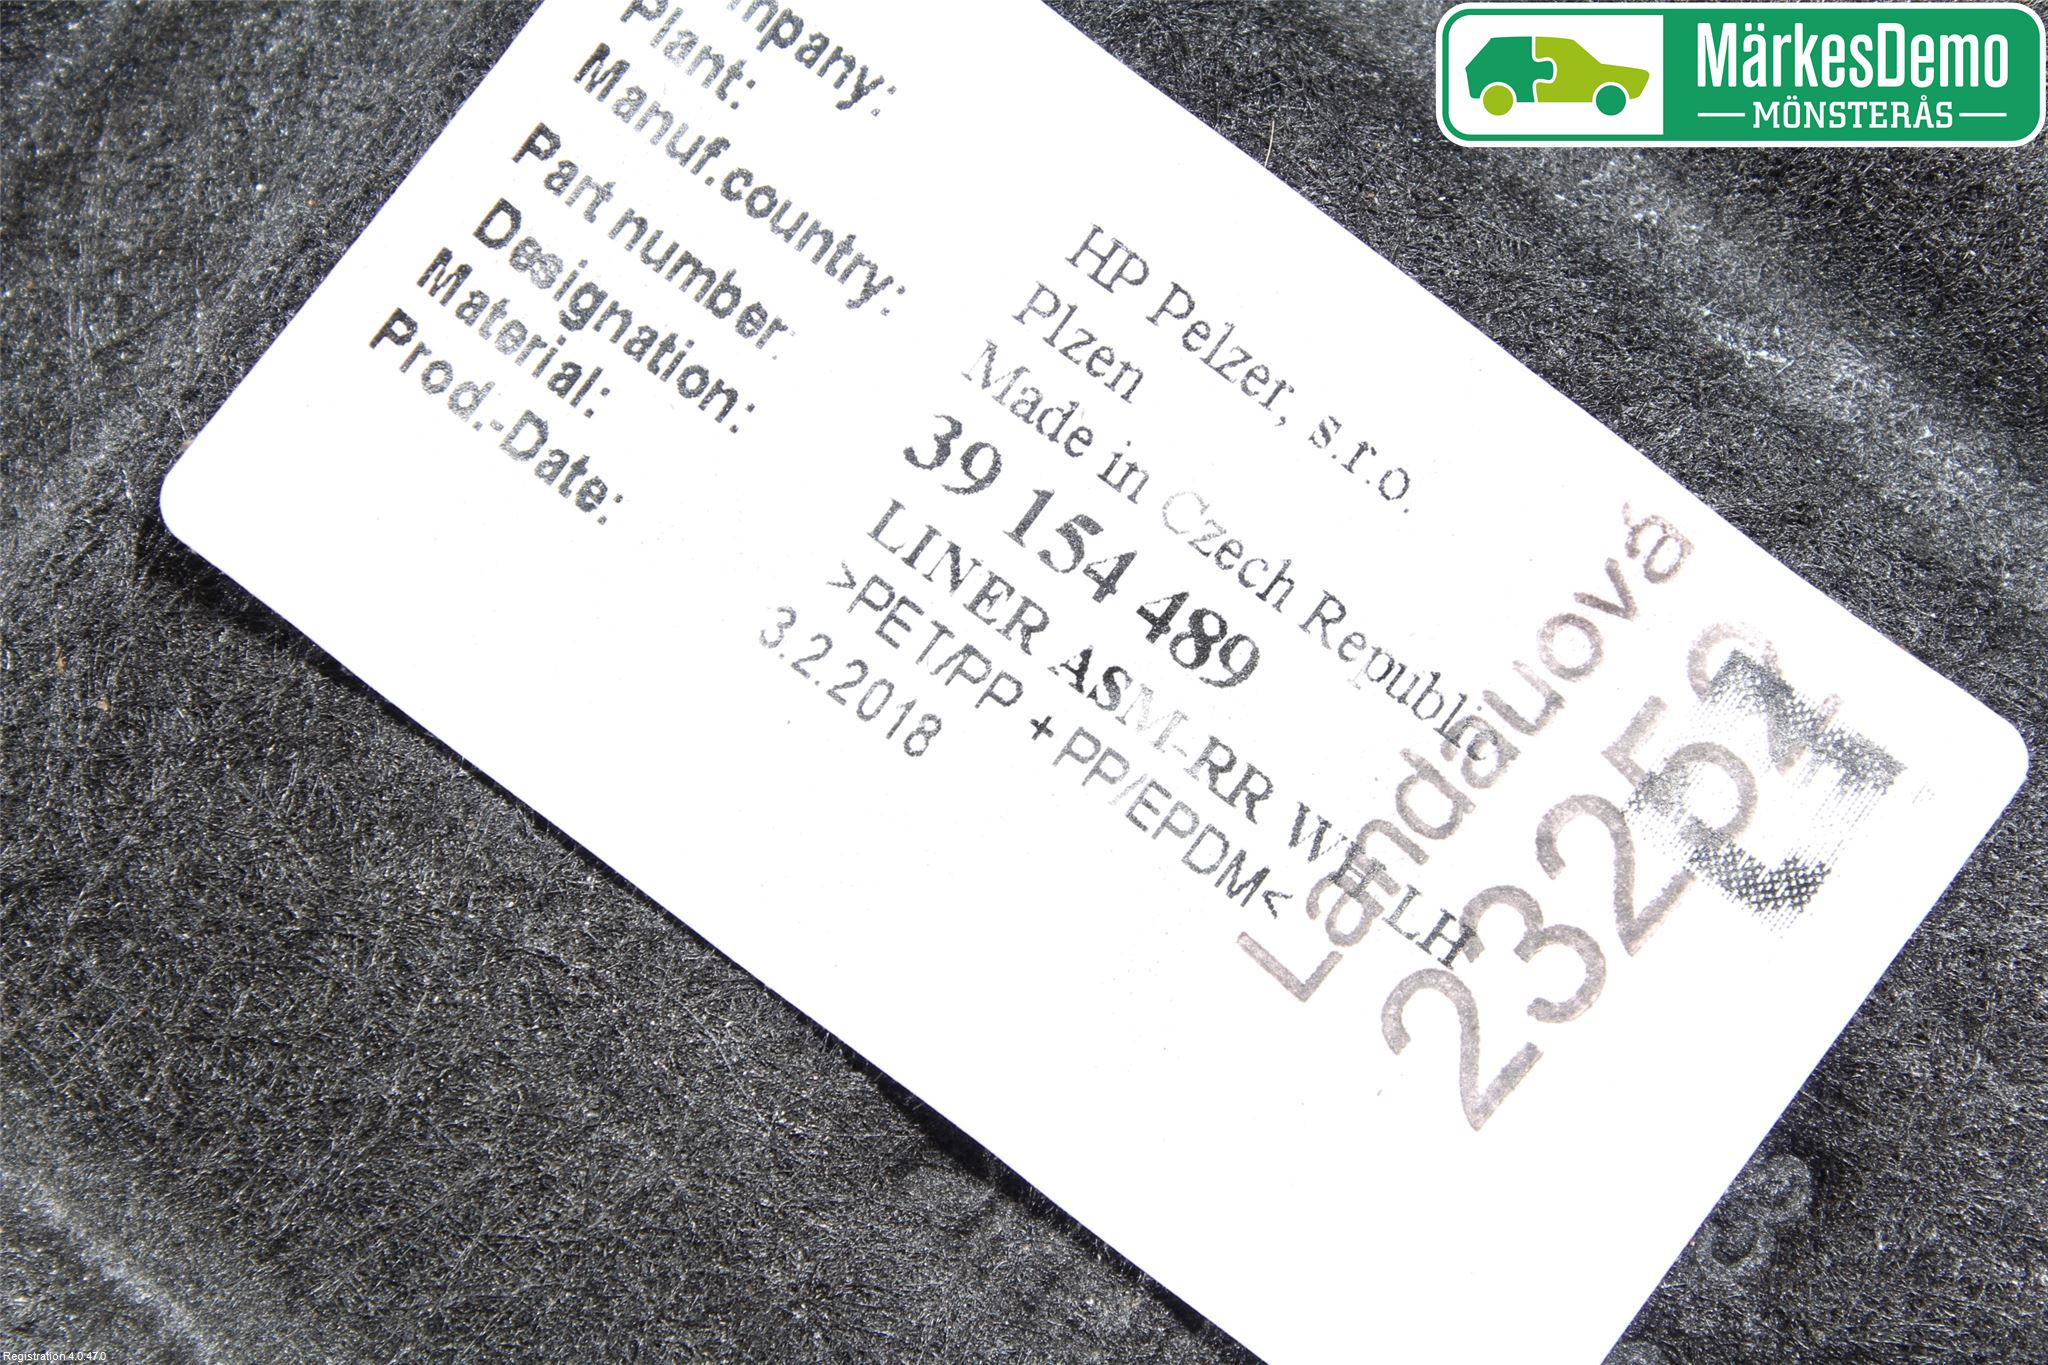 MärkesDemo
MÖNSTERÅS
mpany: HP Pelzer, s.r.o.
Plant: Plzen
Manuf.country: Made in Czech Republic
Part number: 39 154 489
Designation: LINER ASM-RR WH LH
Material: >PET/PP + PP/EPDM<
Prod.-Date: 3.2.2018
Landauová
Registration 4.0.47.0